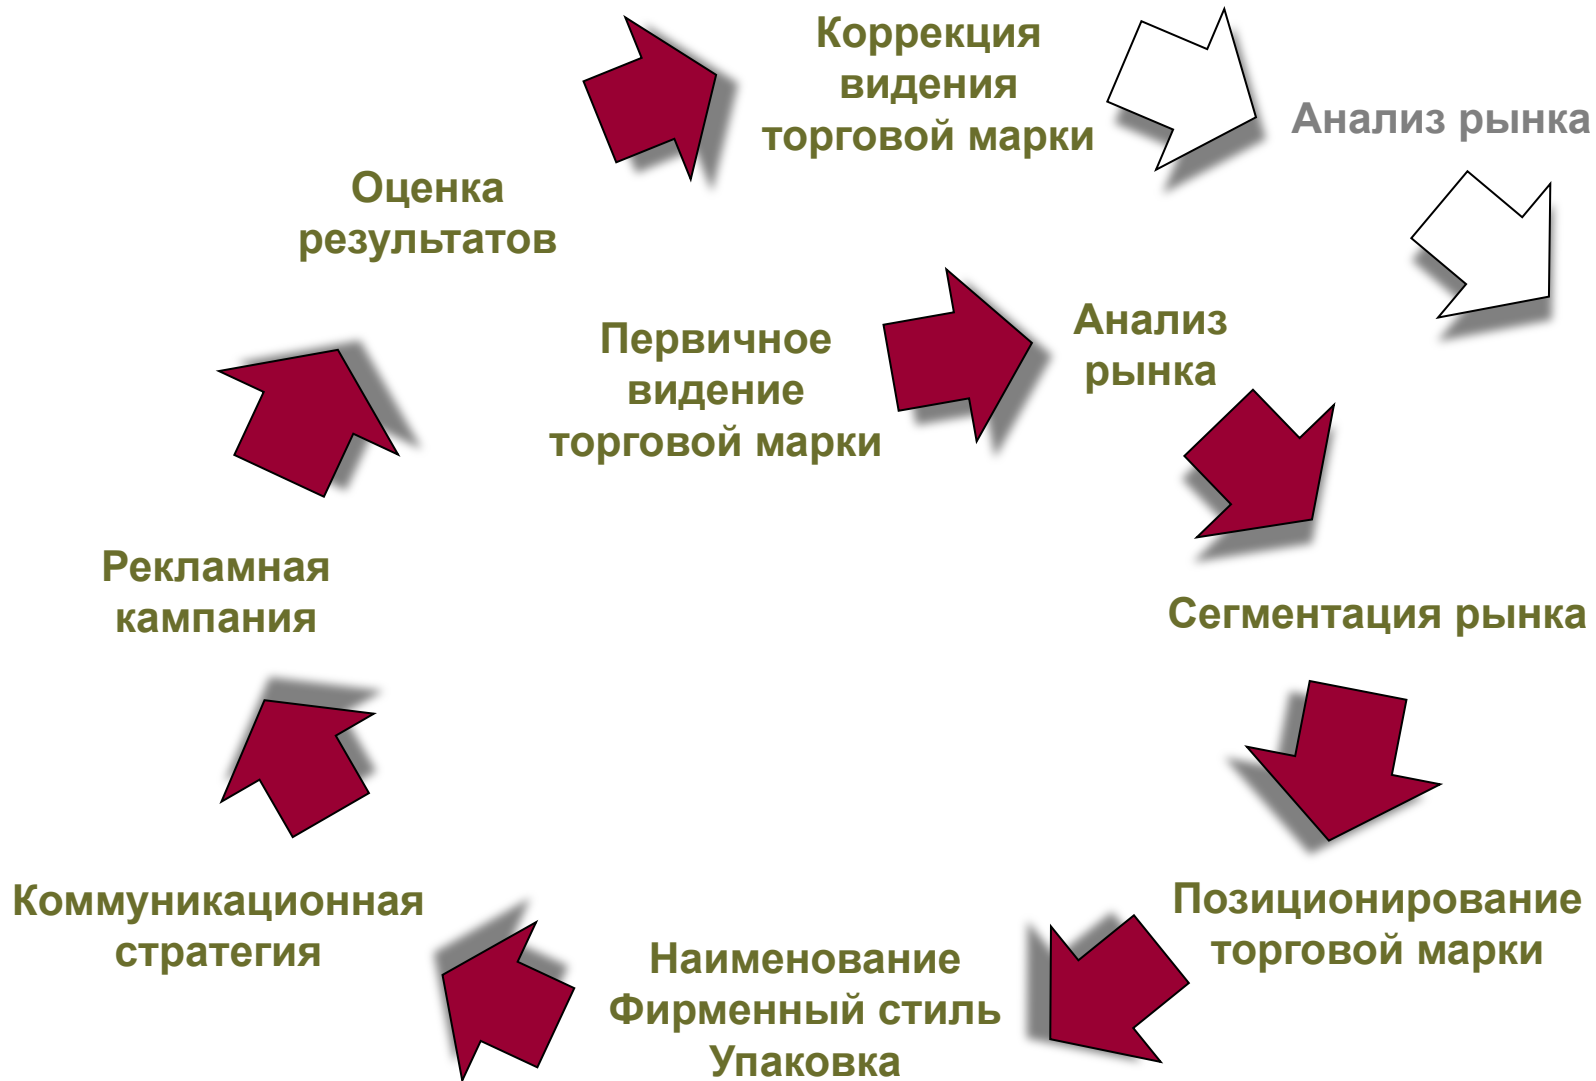 Коррекция
видения
торговой марки
Анализ рынка
Оценка
результатов
Первичное
видение
торговой марки
Анализ
рынка
Рекламная
кампания
Сегментация рынка
Коммуникационная
стратегия
Позиционирование
торговой марки
Наименование
Фирменный стиль
Упаковка